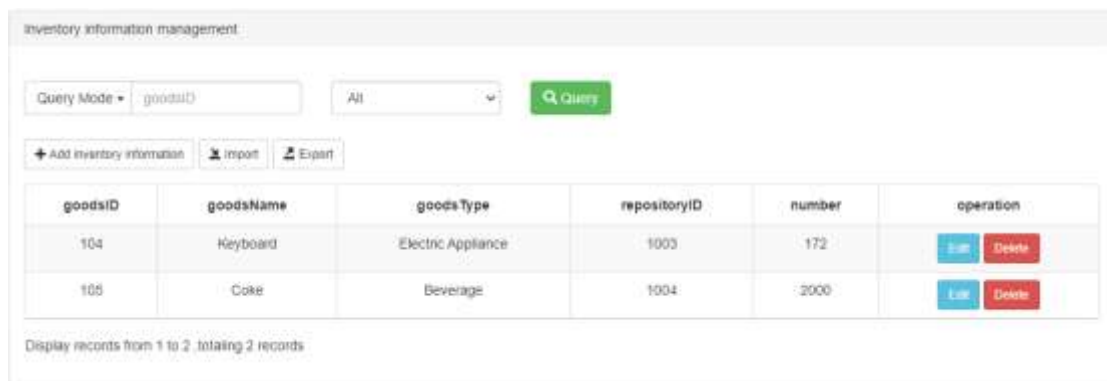 Inventory information management
Query Mode goodsID All Query
Add inventory information Import Export
goodsID goodsName goodsType repositoryID number operation
104 Keyboard Electric Appliance 1003 172 Edit Delete
105 Coke Beverage 1004 2000 Edit Delete
Display records from 1 to 2 ,totaling 2 records